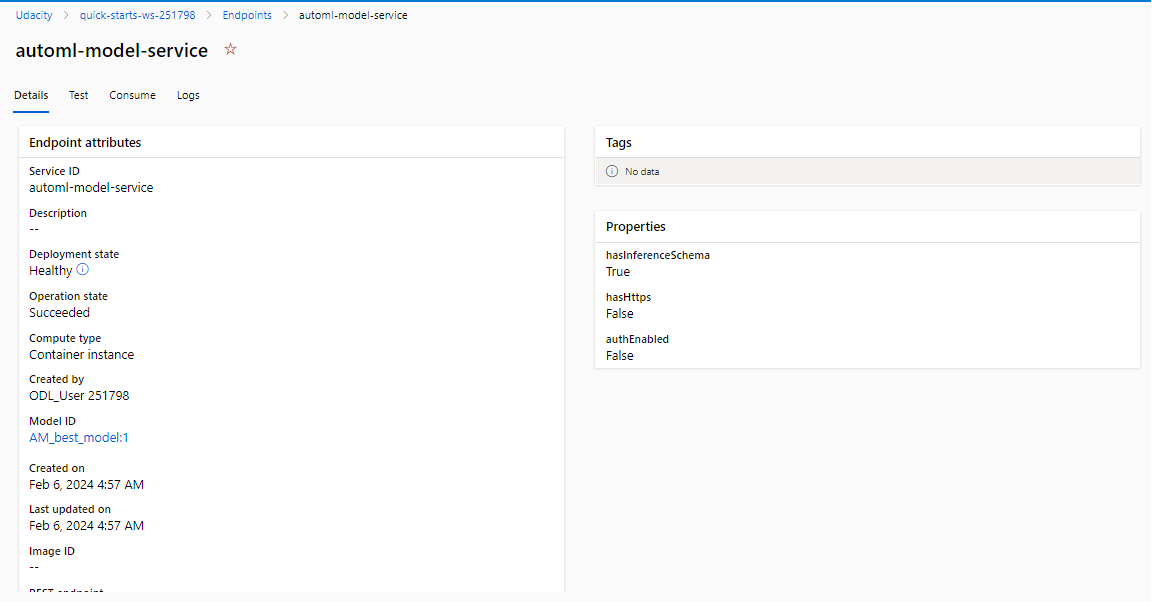 Udacity > quick-starts-ws-251798 > Endpoints > automl-model-service
automl-model-service
Details Test Consume Logs
Endpoint attributes
Service ID
automl-model-service
Description
--
Deployment state
Healthy
Operation state
Succeeded
Compute type
Container instance
Created by
ODL_User 251798
Model ID
AM_best_model:1
Created on
Feb 6, 2024 4:57 AM
Last updated on
Feb 6, 2024 4:57 AM
Image ID
--
REST endpoint
Tags
No data
Properties
hasInferenceSchema
True
hasHttps
False
authEnabled
False